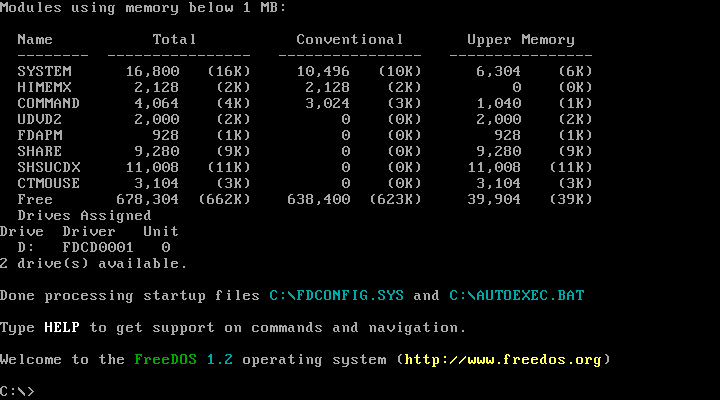 Modules using memory below 1 MB:
Name Total Conventional Upper Memory
-------- ---------------- ---------------- ----------------
SYSTEM 16,800 (16K) 10,496 (10K) 6,304 (6K)
HIMEMX 2,128 (2K) 2,128 (2K) 0 (0K)
COMMAND 4,064 (4K) 3,024 (3K) 1,040 (1K)
UDVD2 2,000 (2K) 0 (0K) 2,000 (2K)
FDAPM 928 (1K) 0 (0K) 928 (1K)
SHARE 9,280 (9K) 0 (0K) 9,280 (9K)
SHSUCDX 11,008 (11K) 0 (0K) 11,008 (11K)
CTMOUSE 3,104 (3K) 0 (0K) 3,104 (3K)
Free 678,304 (662K) 638,400 (623K) 39,904 (39K)
Drives Assigned
Drive Driver Unit
D: FDCD0001 0
2 drive(s) available.
Done processing startup files C:\FDCONFIG.SYS and C:\AUTOEXEC.BAT
Type HELP to get support on commands and navigation.
Welcome to the FreeDOS 1.2 operating system (http://www.freedos.org)
C:\>